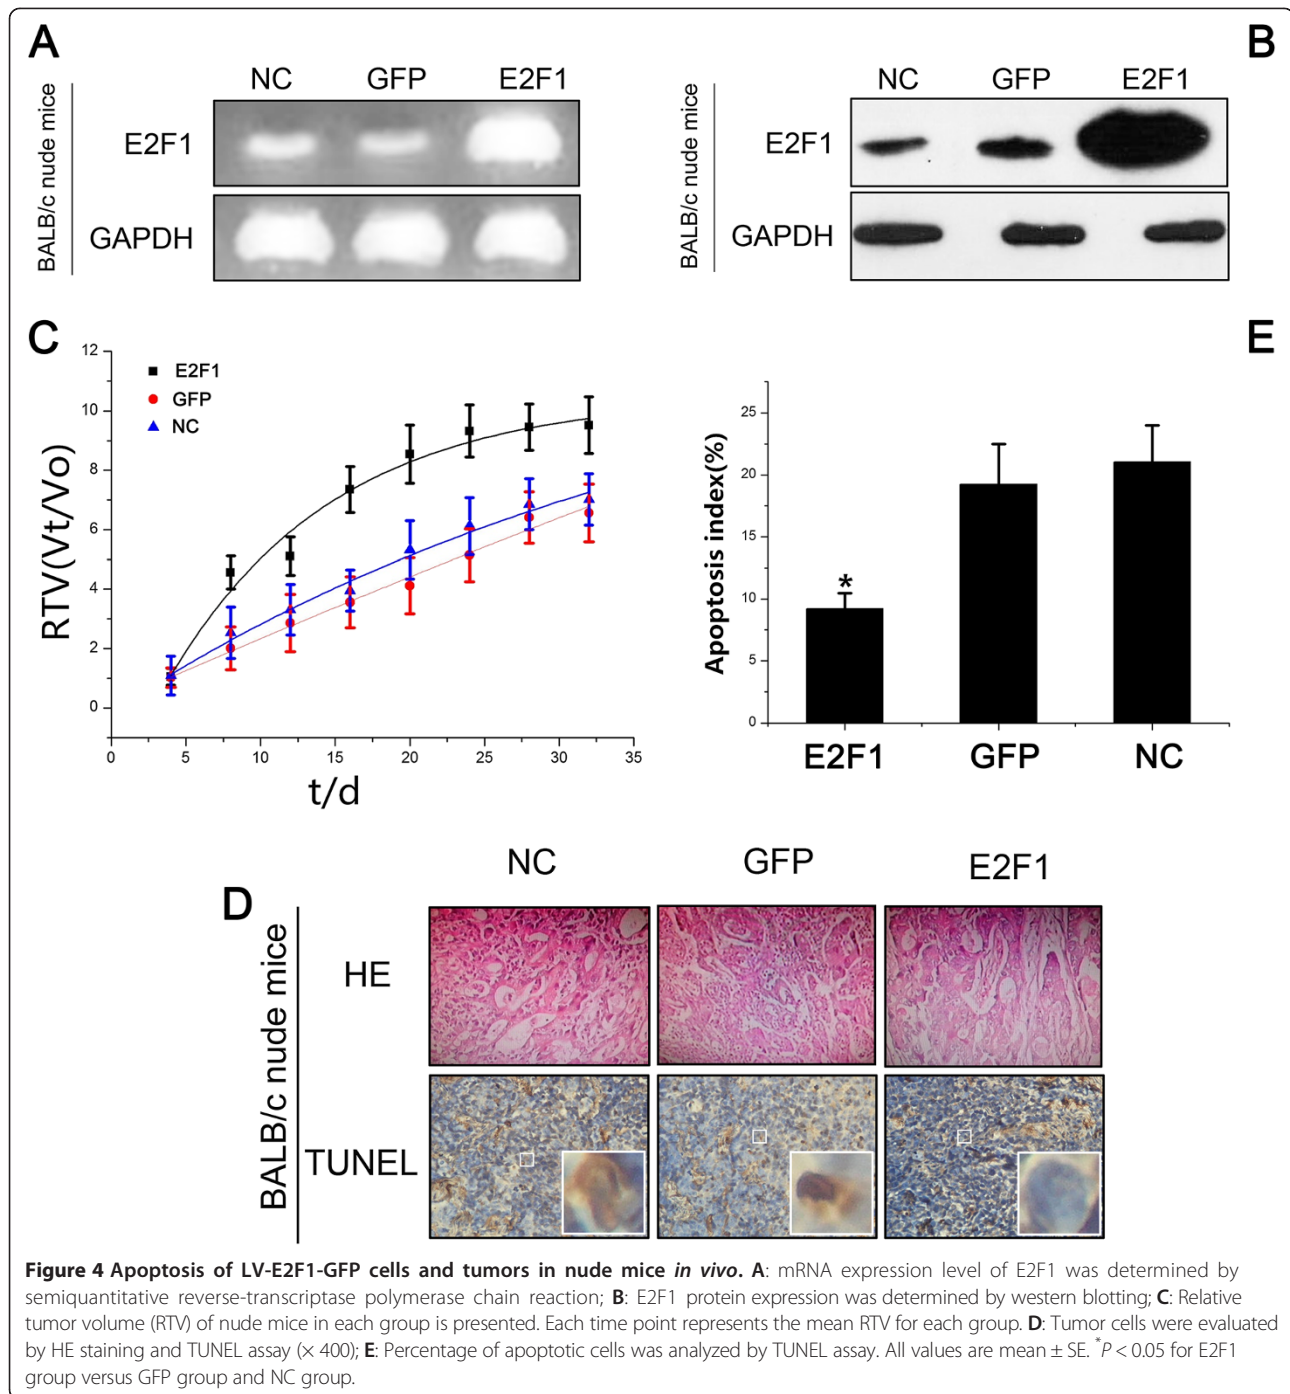 A
NC GFP E2F1
BALB/c nude mice
E2F1
GAPDH
B
NC GFP E2F1
BALB/c nude mice
E2F1
GAPDH
C
12
10
8
6
4
2
0
RTV(Vt/Vo)
E2F1
GFP
NC
0 5 10 15 20 25 30 35
t/d
E
25
20
15
10
5
0
Apoptosis index(%)
*
E2F1 GFP NC
D
NC GFP E2F1
BALB/c nude mice
HE
TUNEL
Figure 4 Apoptosis of LV-E2F1-GFP cells and tumors in nude mice in vivo. A: mRNA expression level of E2F1 was determined by
semiquantitative reverse-transcriptase polymerase chain reaction; B: E2F1 protein expression was determined by western blotting; C: Relative
tumor volume (RTV) of nude mice in each group is presented. Each time point represents the mean RTV for each group. D: Tumor cells were evaluated
by HE staining and TUNEL assay (× 400); E: Percentage of apoptotic cells was analyzed by TUNEL assay. All values are mean ± SE. *P < 0.05 for E2F1
group versus GFP group and NC group.